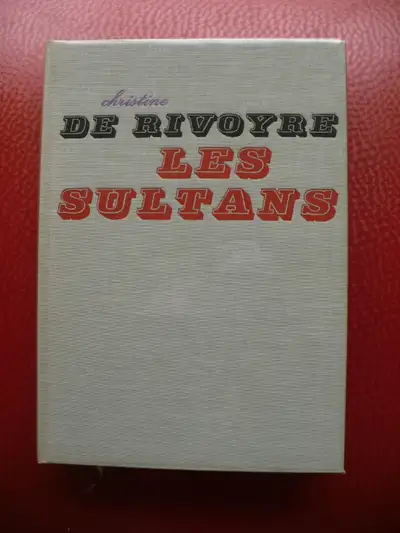 christine
DE RIVOYRE
LES
SULTANS